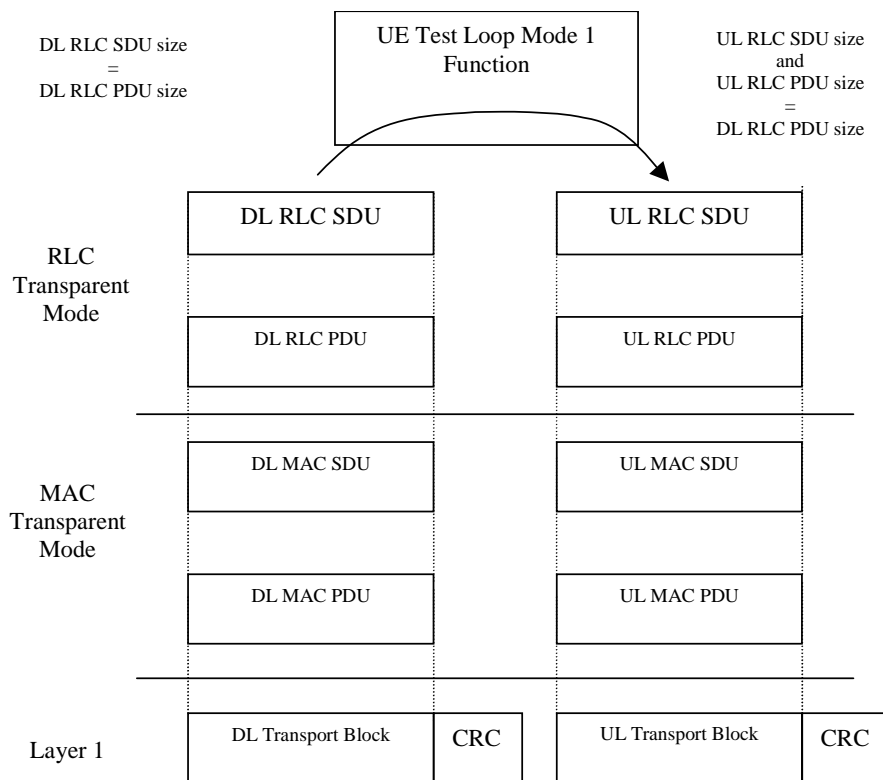 DL RLC SDU size
=
DL RLC PDU size
UE Test Loop Mode 1
Function
UL RLC SDU size
and
UL RLC PDU size
=
DL RLC PDU size
DL RLC SDU
UL RLC SDU
RLC
Transparent
Mode
DL RLC PDU
UL RLC PDU
DL MAC SDU
UL MAC SDU
MAC
Transparent
Mode
DL MAC PDU
UL MAC PDU
Layer 1
DL Transport Block
CRC
UL Transport Block
CRC